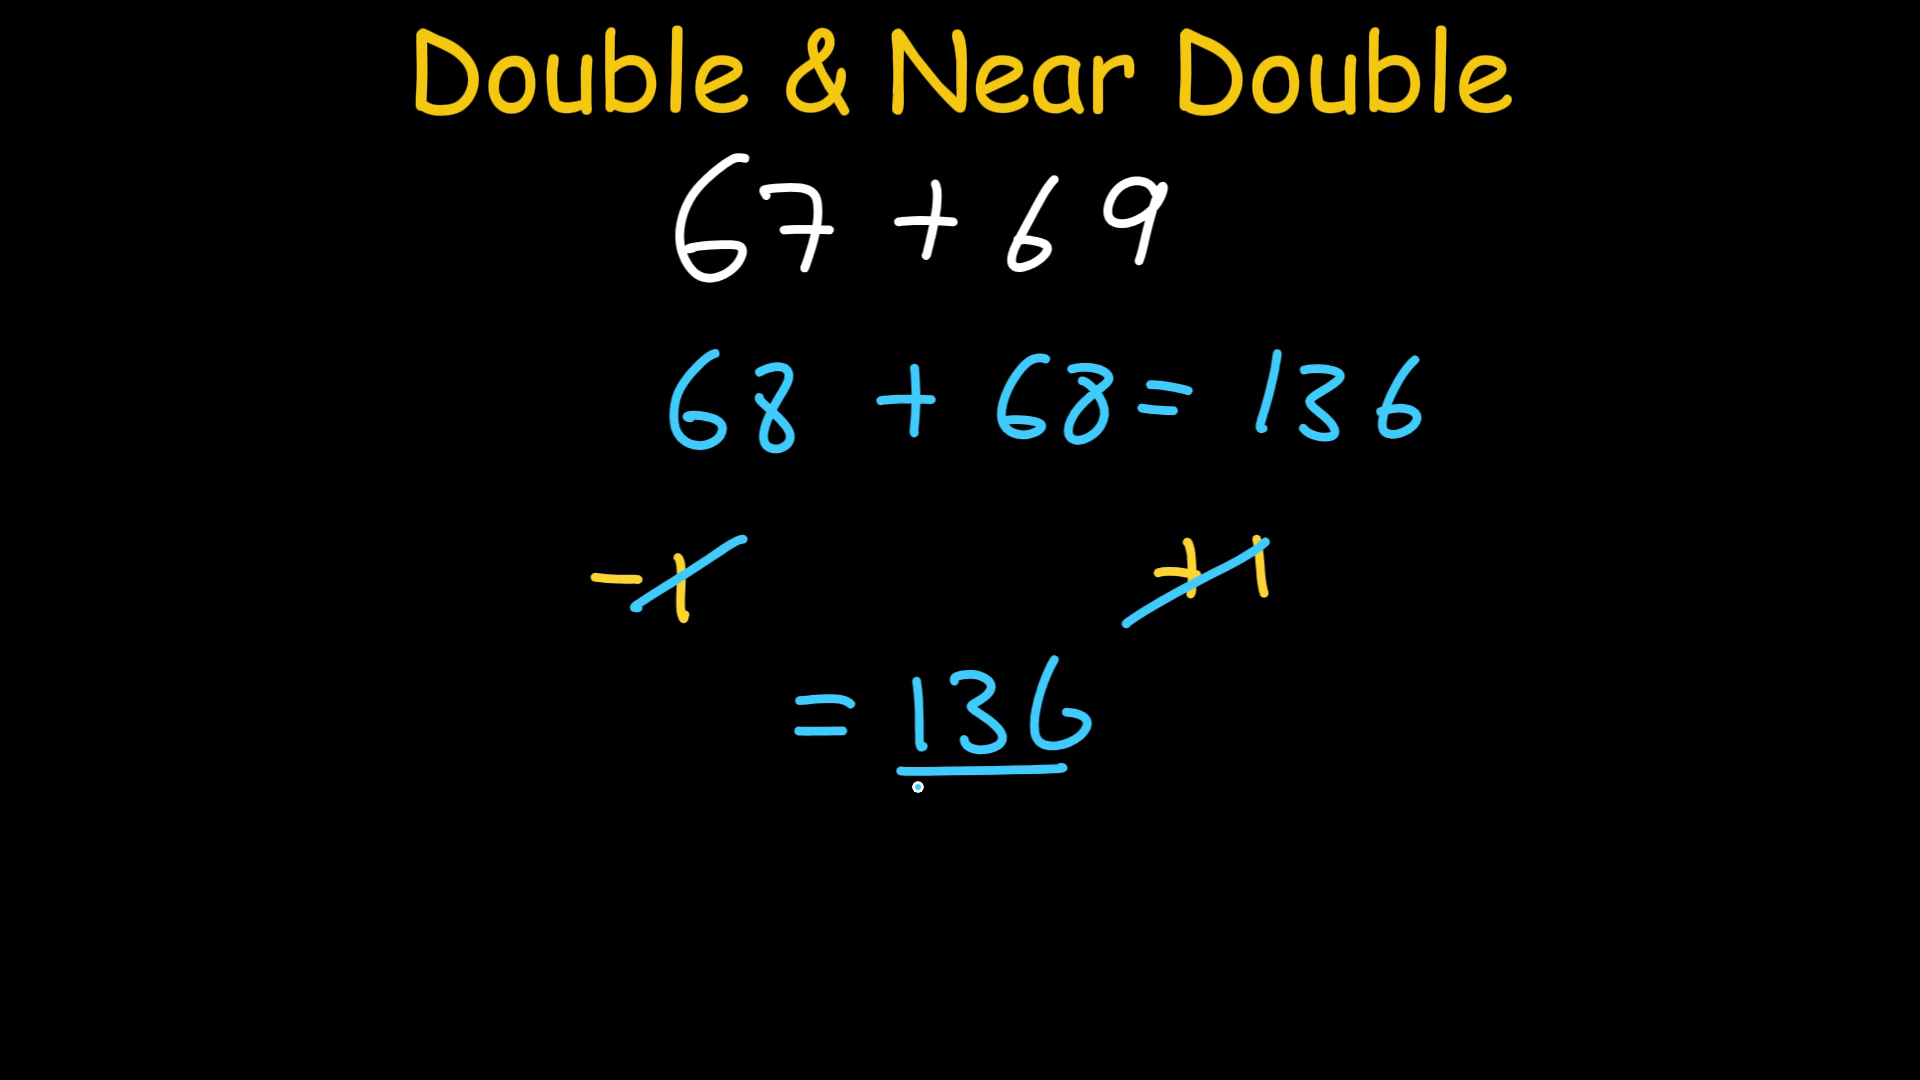 Double & Near Double
67 + 69
68 + 68 = 136
-1 +1
= 136